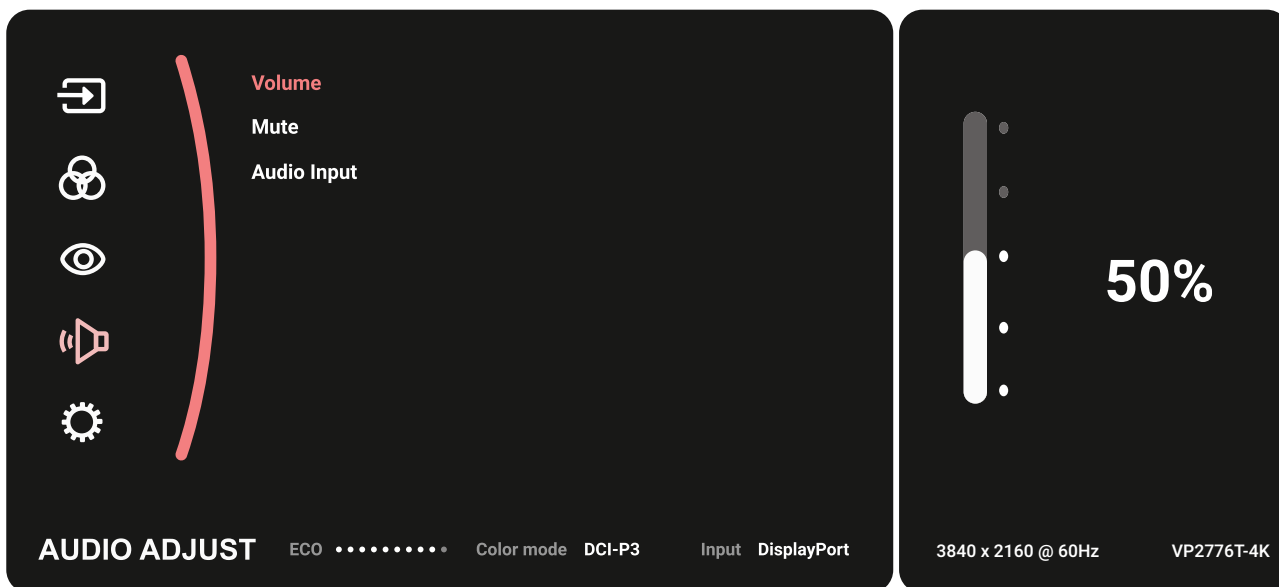 Volume
Mute
Audio Input
50%
AUDIO ADJUST ECO Color mode DCI-P3 Input DisplayPort
3840 x 2160 @ 60Hz VP2776T-4K